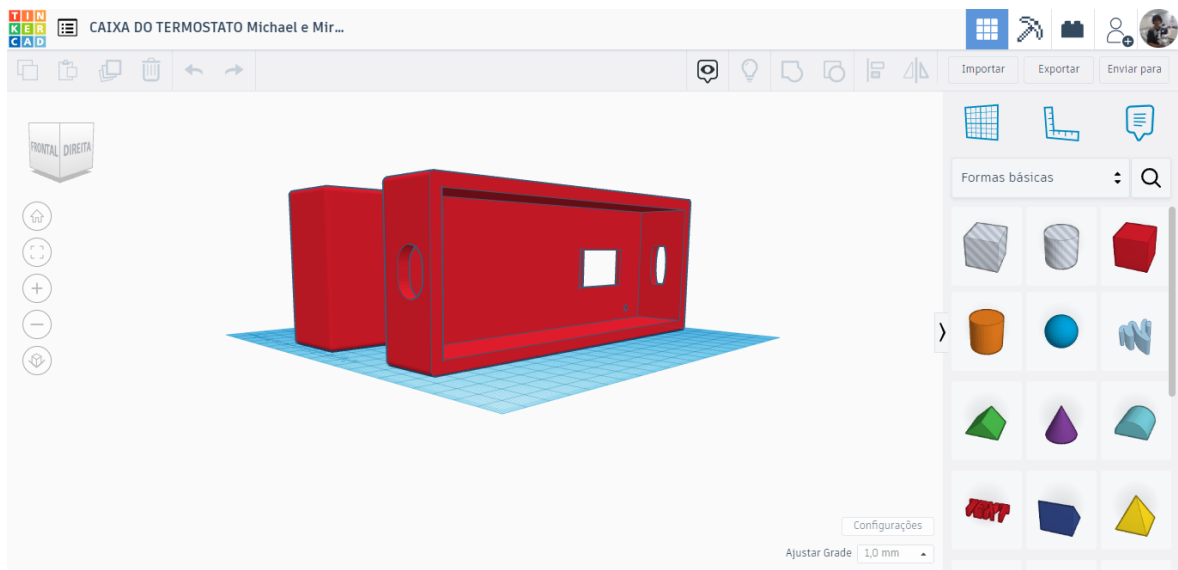 TIN
KER
CAD
CAIXA DO TERMOSTATO Michael e Mir...
Importar
Exportar
Enviar para
FRONTAL
DIREITA
Formas básicas
TEXT
Configurações
Ajustar Grade
1,0 mm